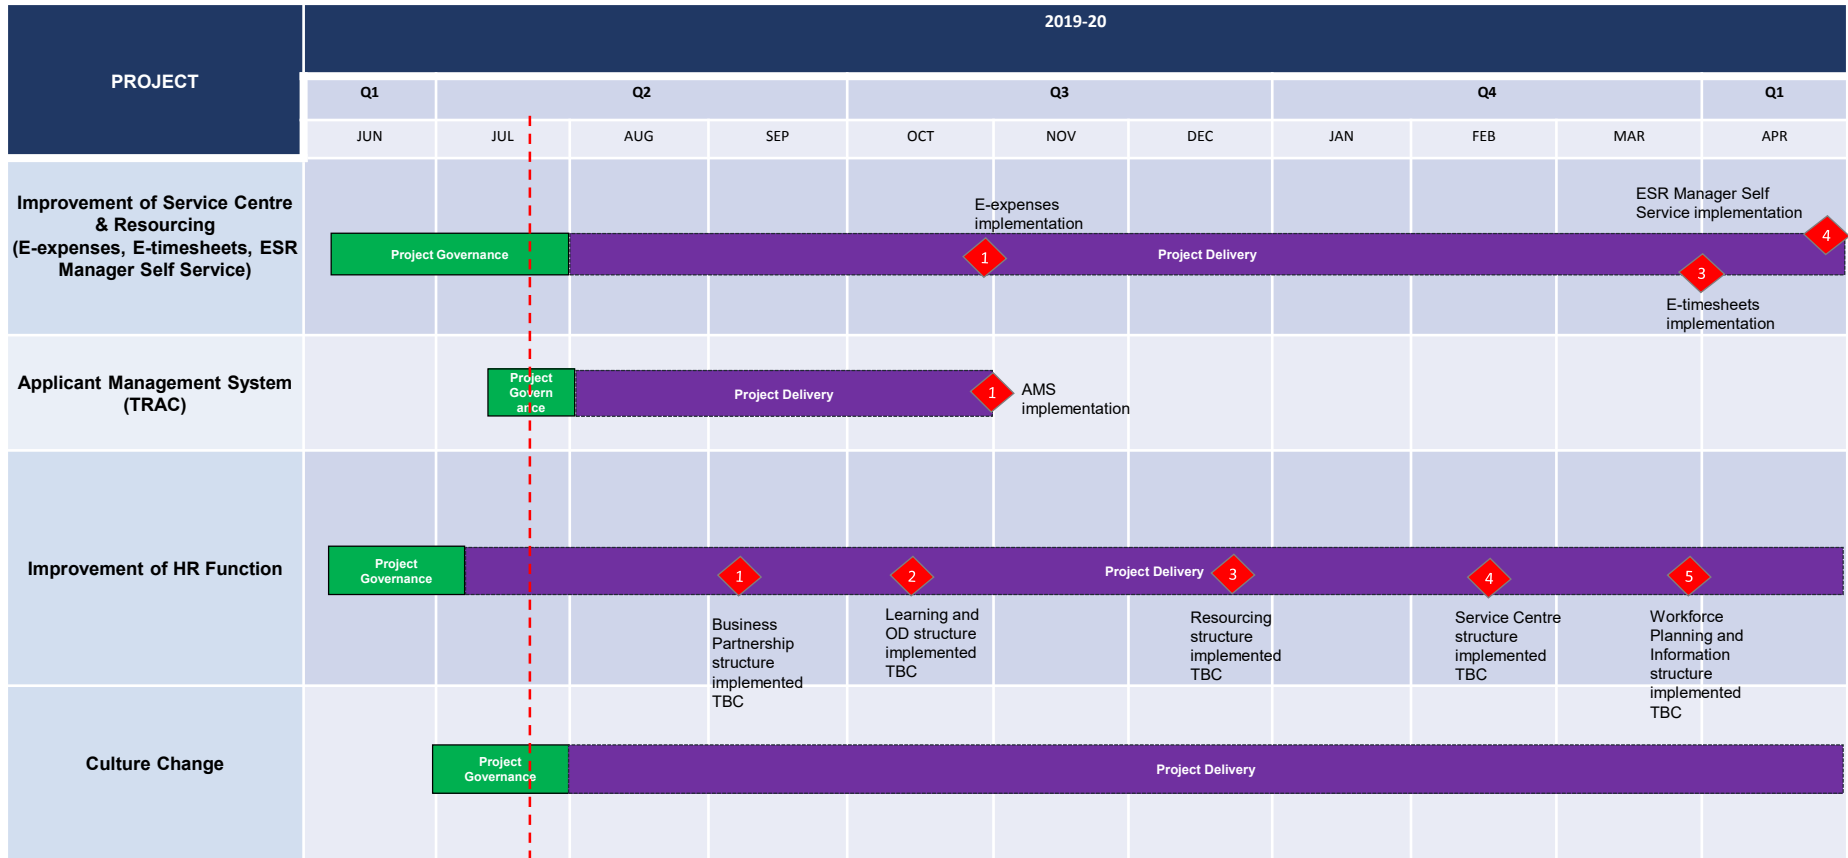 2019-20
PROJECT
Q1
Q2
Q3
Q4
Q1
JUN
JUL
AUG
SEP
OCT
NOV
DEC
JAN
FEB
MAR
APR
Improvement of Service Centre
& Resourcing
(E-expenses, E-timesheets, ESR
Manager Self Service)
Project Governance
E-expenses
implementation
1
Project Delivery
ESR Manager Self
Service implementation
4
3
E-timesheets
implementation
Applicant Management System
(TRAC)
Project
Govern
ance
Project Delivery
1
AMS
implementation
Improvement of HR Function
Project
Governance
1
2
Project Delivery
3
4
5
Business
Partnership
structure
implemented
TBC
Learning and
OD structure
implemented
TBC
Resourcing
structure
implemented
TBC
Service Centre
structure
implemented
TBC
Workforce
Planning and
Information
structure
implemented
TBC
Culture Change
Project
Governance
Project Delivery